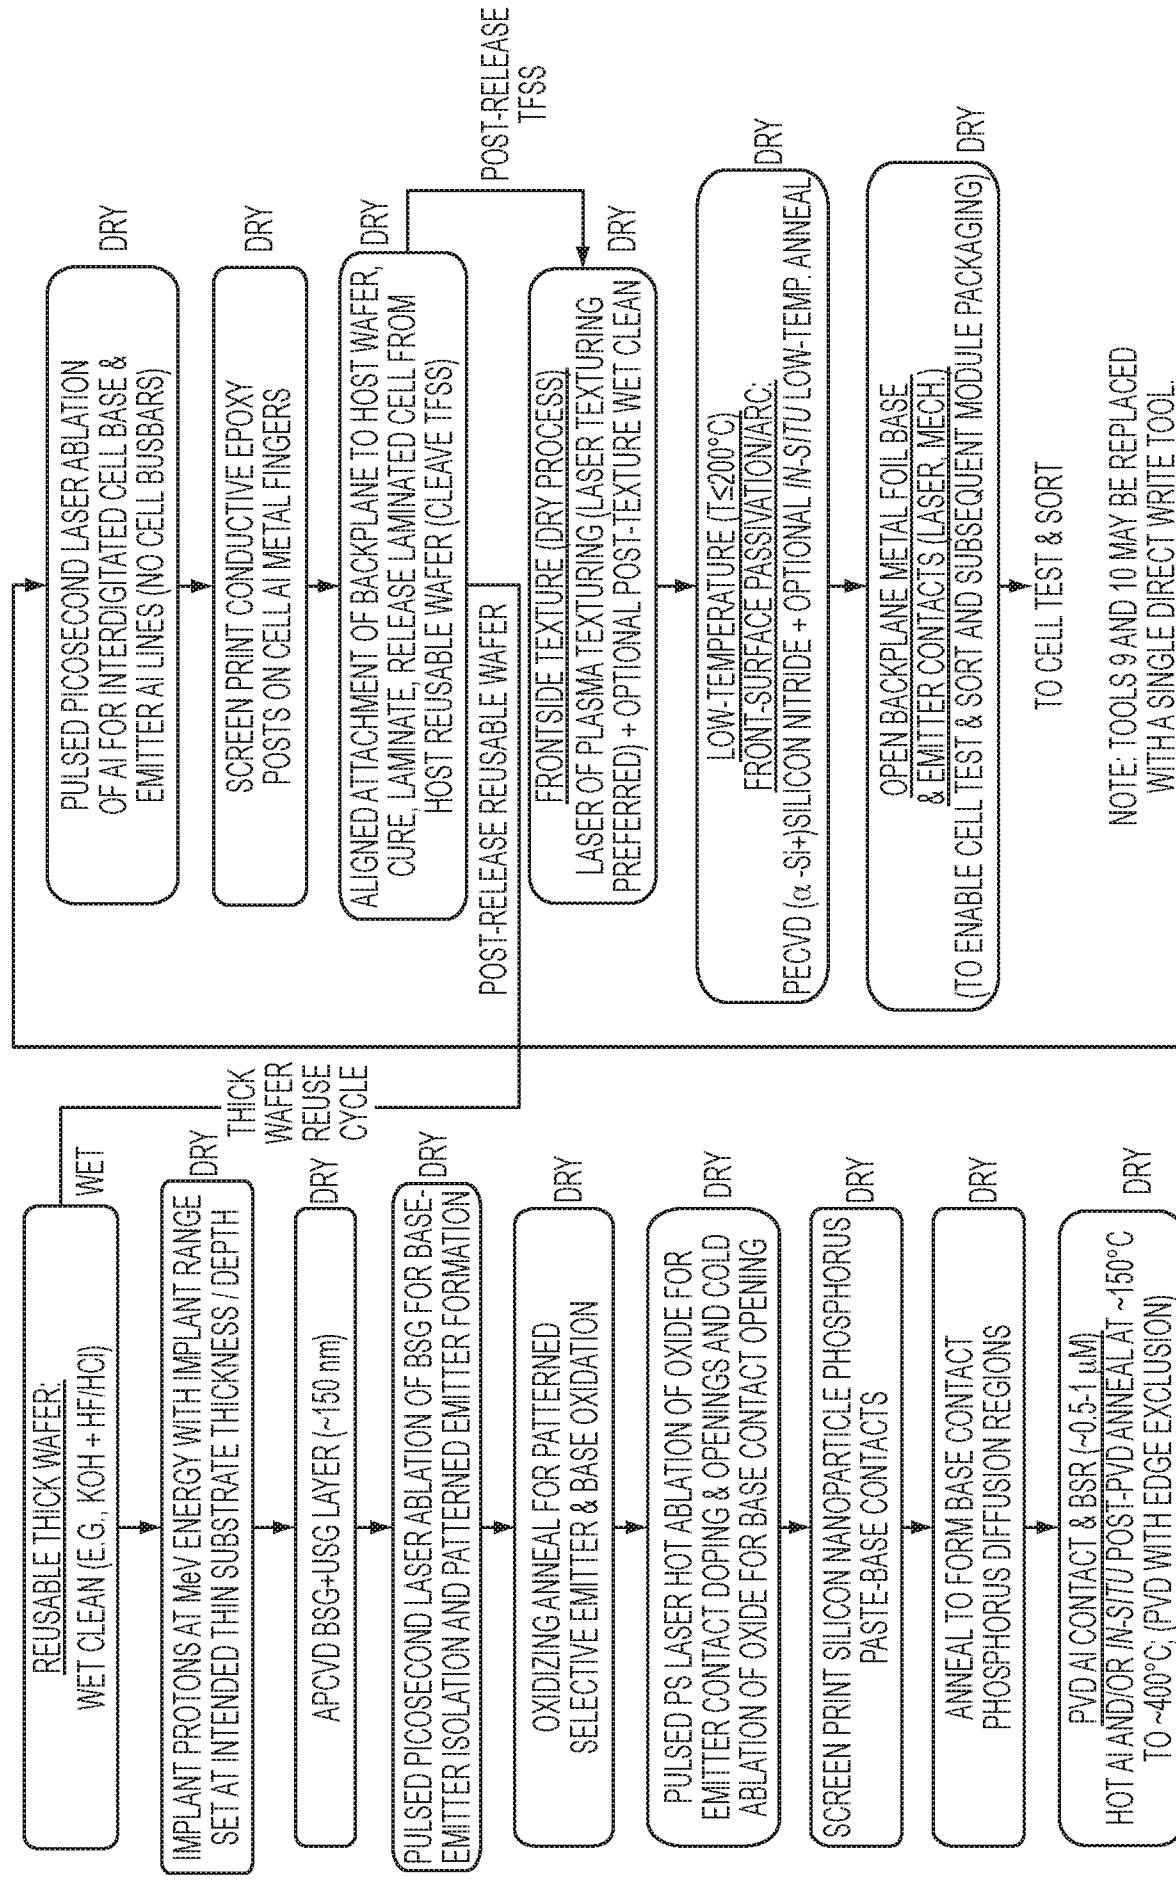 REUSABLE THICK WAFER:
WET CLEAN (E.G., KOH + HF/HCl)
WET
IMPLANT PROTONS AT MeV ENERGY WITH IMPLANT RANGE
SET AT INTENDED THIN SUBSTRATE THICKNESS / DEPTH
DRY
APCVD BSG+USG LAYER (~150 nm)
DRY
PULSED PICOSECOND LASER ABLATION OF BSG FOR BASE-
EMITTER ISOLATION AND PATTERNED EMITTER FORMATION
DRY
OXIDIZING ANNEAL FOR PATTERNED
SELECTIVE EMITTER & BASE OXIDATION
DRY
PULSED PS LASER HOT ABLATION OF OXIDE FOR
EMITTER CONTACT DOPING & OPENINGS AND COLD
ABLATION OF OXIDE FOR BASE CONTACT OPENING
DRY
SCREEN PRINT SILICON NANOPARTICLE PHOSPHORUS
PASTE-BASE CONTACTS
DRY
ANNEAL TO FORM BASE CONTACT
PHOSPHORUS DIFFUSION REGIONS
DRY
PVD Al CONTACT & BSR (~0.5-1 μM)
HOT Al AND/OR IN-SITU POST-PVD ANNEAL AT ~150°C
TO ~400°C; (PVD WITH EDGE EXCLUSION)
DRY
THICK
WAFER
REUSE
CYCLE
PULSED PICOSECOND LASER ABLATION
OF Al FOR INTERDIGITATED CELL BASE &
EMITTER Al LINES (NO CELL BUSBARS)
DRY
SCREEN PRINT CONDUCTIVE EPOXY
POSTS ON CELL Al METAL FINGERS
DRY
ALIGNED ATTACHMENT OF BACKPLANE TO HOST WAFER,
CURE, LAMINATE, RELEASE LAMINATED CELL FROM
HOST REUSABLE WAFER (CLEAVE TFSS)
DRY
POST-RELEASE REUSABLE WAFER
POST-RELEASE
TFSS
FRONTSIDE TEXTURE (DRY PROCESS)
LASER OF PLASMA TEXTURING (LASER TEXTURING
PREFERRED) + OPTIONAL POST-TEXTURE WET CLEAN
DRY
LOW-TEMPERATURE (T≤200°C)
FRONT-SURFACE PASSIVATION/ARC:
PECVD (α -Si+)SILICON NITRIDE + OPTIONAL IN-SITU LOW-TEMP. ANNEAL
DRY
OPEN BACKPLANE METAL FOIL BASE
& EMITTER CONTACTS (LASER, MECH.)
(TO ENABLE CELL TEST & SORT AND SUBSEQUENT MODULE PACKAGING)
DRY
TO CELL TEST & SORT
NOTE: TOOLS 9 AND 10 MAY BE REPLACED
WITH A SINGLE DIRECT WRITE TOOL.